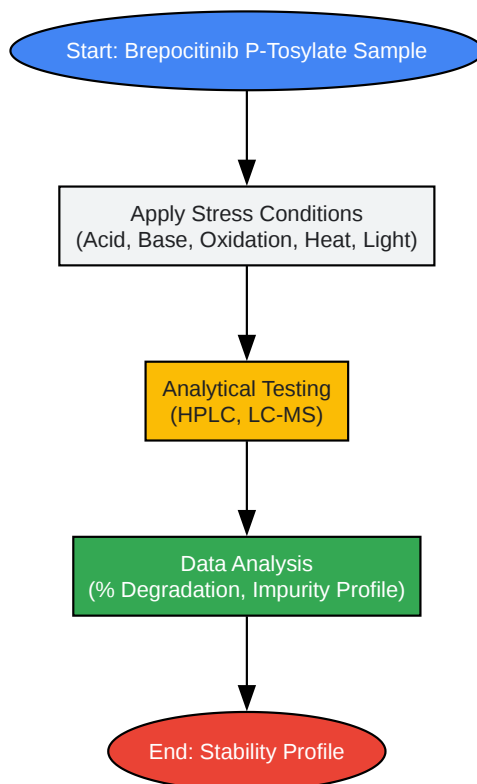 Start: Brepocitinib P-Tosylate Sample
Apply Stress Conditions
(Acid, Base, Oxidation, Heat, Light)
Analytical Testing
(HPLC, LC-MS)
Data Analysis
(% Degradation, Impurity Profile)
End: Stability Profile